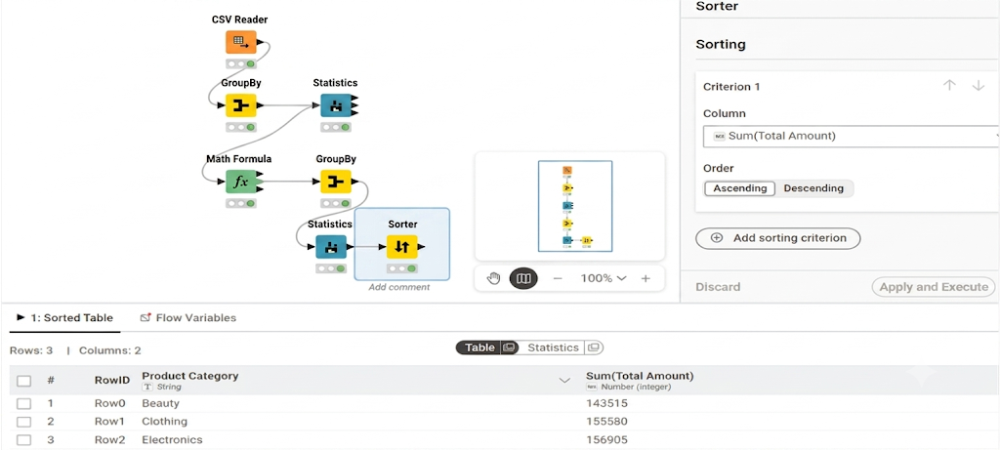 CSV Reader
GroupBy
Statistics
Math Formula
fx
GroupBy
Statistics
Sorter
Add comment
100%
Sorter
Sorting
Criterion 1
Column
Sum(Total Amount)
Order
Ascending Descending
Add sorting criterion
Discard Apply and Execute
1: Sorted Table Flow Variables
Rows: 3 | Columns: 2
Table Statistics
# RowID Product Category Sum(Total Amount)
T String Number (integer)
1 Row0 Beauty 143515
2 Row1 Clothing 155580
3 Row2 Electronics 156905